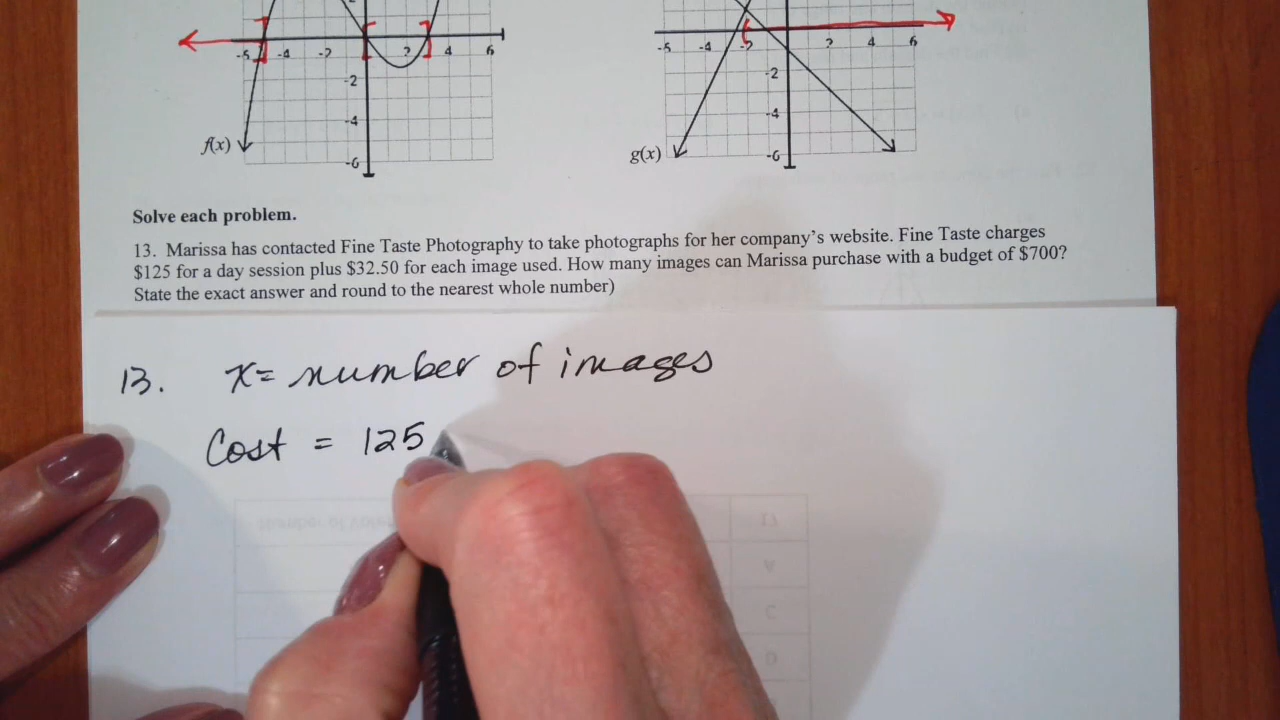 -5 -4 -2 2 4 6
-2
-4
-6
f(x)
-5 -4 -2 2 4 6
-2
-4
-6
g(x)
Solve each problem.
13. Marissa has contacted Fine Taste Photography to take photographs for her company's website. Fine Taste charges
$125 for a day session plus $32.50 for each image used. How many images can Marissa purchase with a budget of $700?
State the exact answer and round to the nearest whole number)
13. x = number of images
Cost = 125